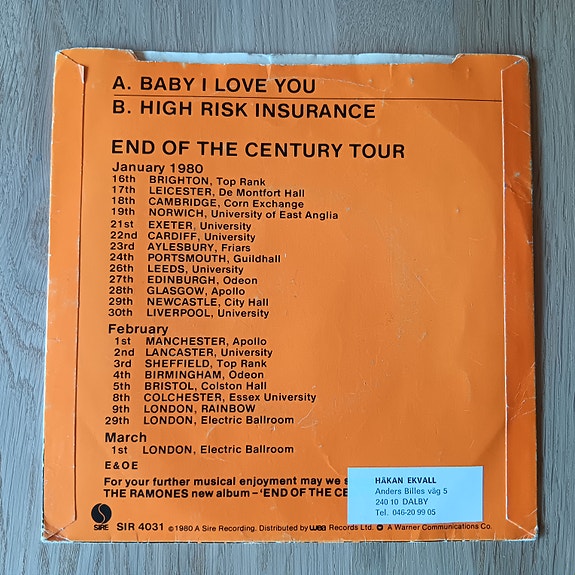 A. BABY I LOVE YOU
B. HIGH RISK INSURANCE
END OF THE CENTURY TOUR
January 1980
16th BRIGHTON, Top Rank
17th LEICESTER, De Montfort Hall
18th CAMBRIDGE, Corn Exchange
19th NORWICH, University of East Anglia
21st EXETER, University
22nd CARDIFF, University
23rd AYLESBURY, Friars
24th PORTSMOUTH, Guildhall
26th LEEDS, University
27th EDINBURGH, Odeon
28th GLASGOW, Apollo
29th NEWCASTLE, City Hall
30th LIVERPOOL, University
February
1st MANCHESTER, Apollo
2nd LANCASTER, University
3rd SHEFFIELD, Top Rank
4th BIRMINGHAM, Odeon
5th BRISTOL, Colston Hall
8th COLCHESTER, Essex University
9th LONDON, RAINBOW
29th LONDON, Electric Ballroom
March
1st LONDON, Electric Ballroom
E&OE
For your further musical enjoyment may we s
THE RAMONES new album – 'END OF THE CE
HÅKAN EKVALL
Anders Billes väg 5
240 10 DALBY
Tel. 046-20 99 05
SIRE SIR 4031 ©1980 A Sire Recording. Distributed by wea Records Ltd. A Warner Communications Co.